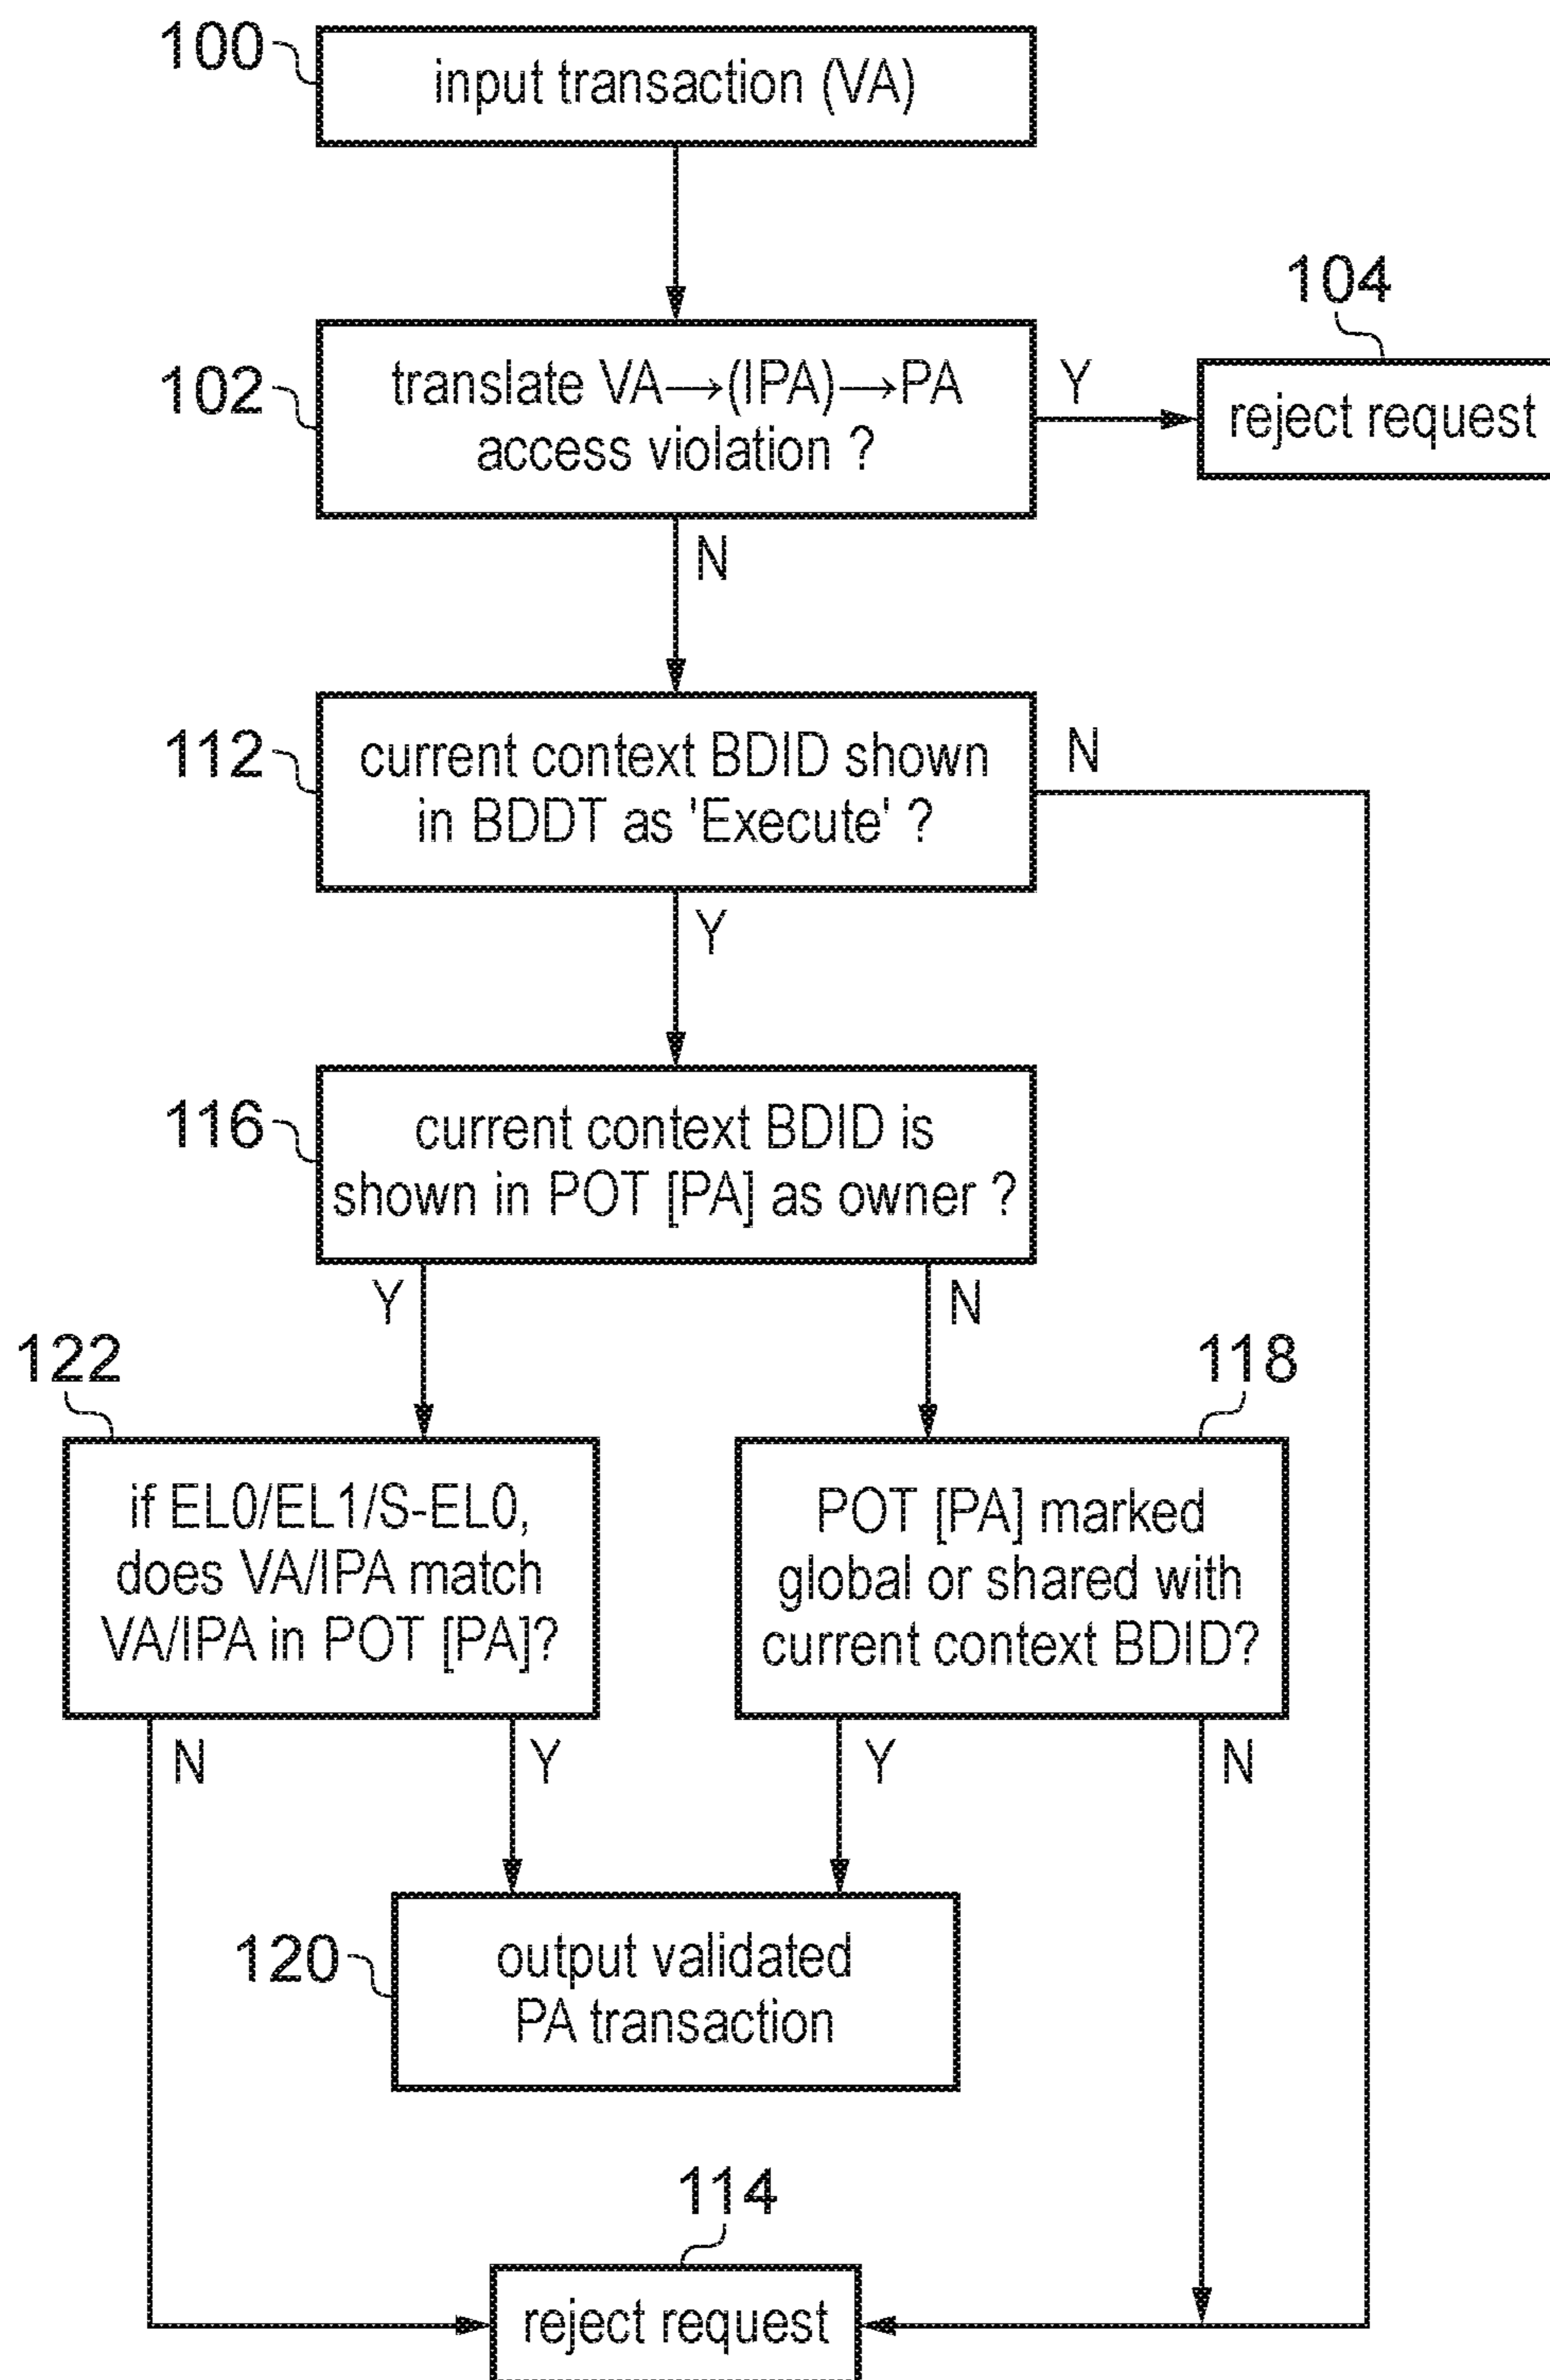 100
input transaction (VA)
104
102
translate VA→(IPA)→PA
access violation ?
Y
reject request
N
112
current context BDID shown
in BDDT as 'Execute' ?
N
Y
116
current context BDID is
shown in POT [PA] as owner ?
Y
N
122
118
if EL0/EL1/S-EL0,
does VA/IPA match
VA/IPA in POT [PA]?
POT [PA] marked
global or shared with
current context BDID?
N
Y
Y
N
120
output validated
PA transaction
114
reject request